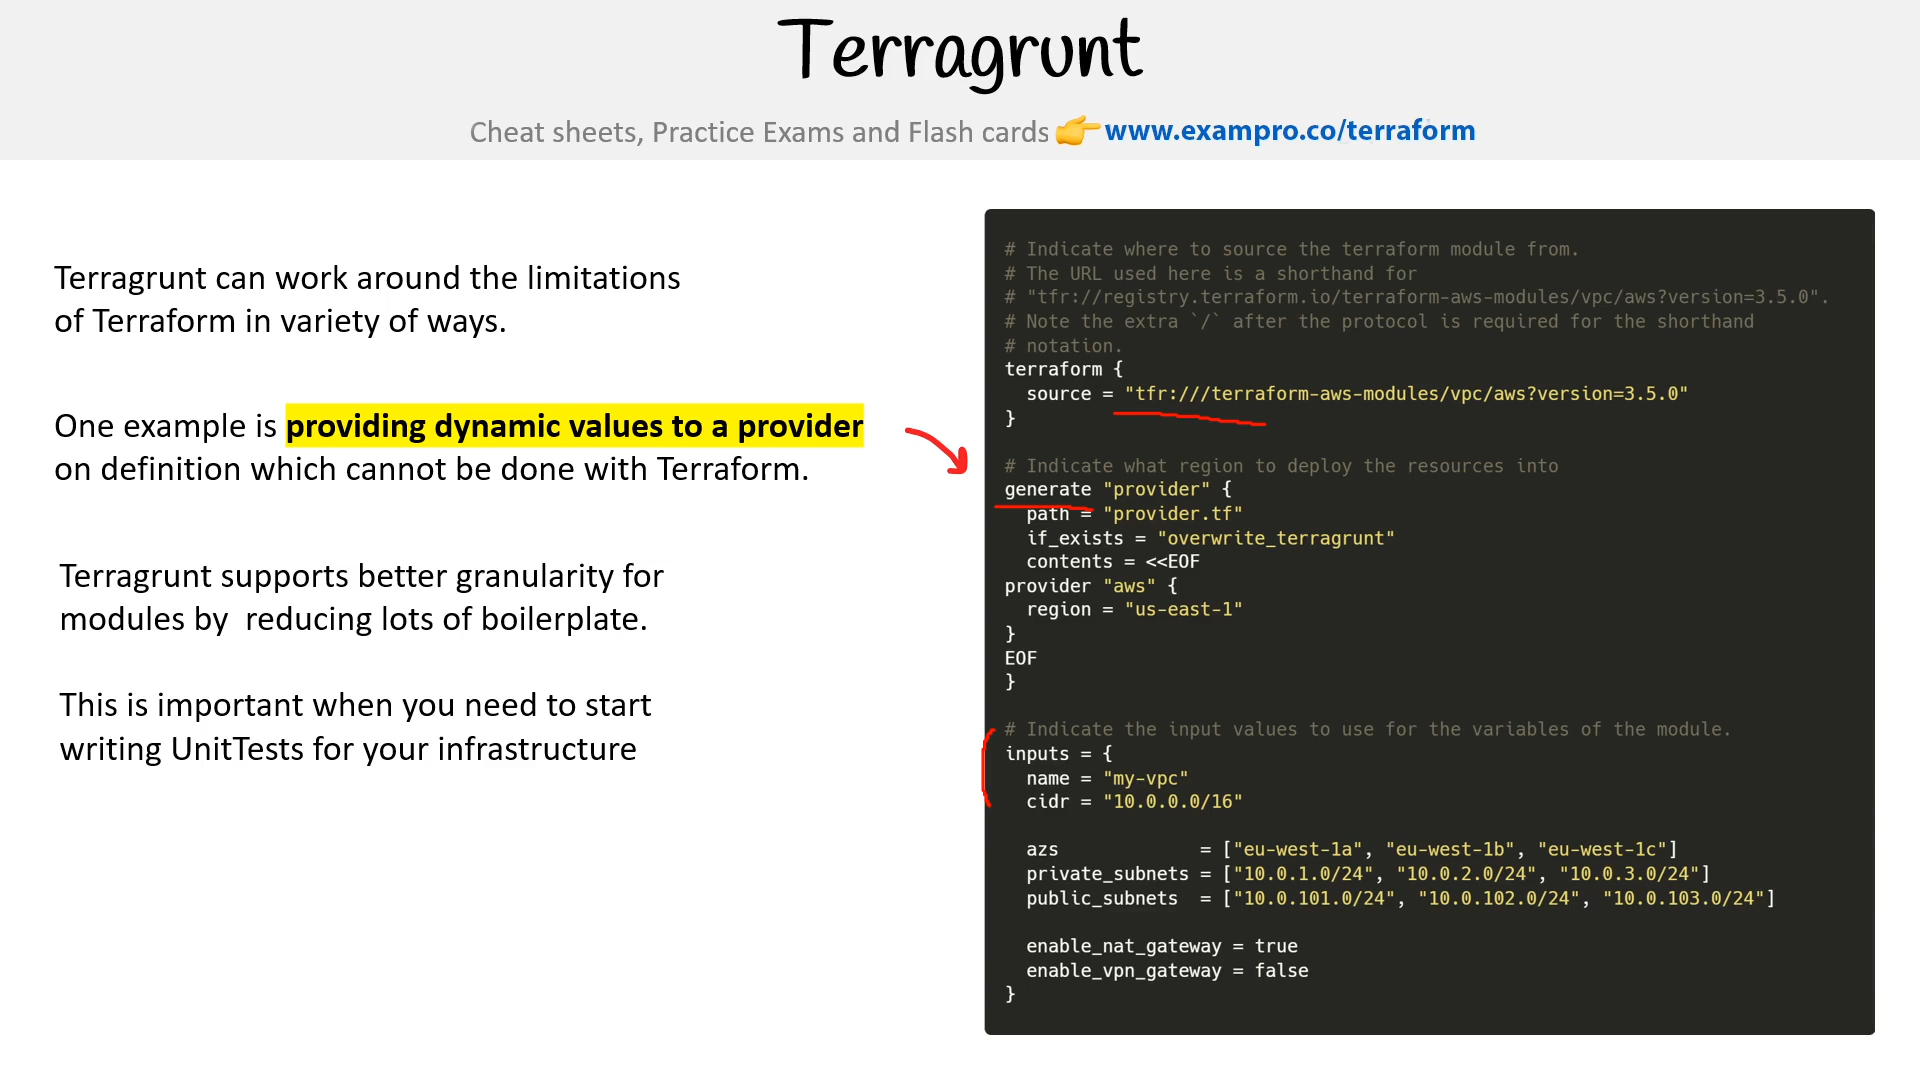 Terragrunt
Cheat sheets, Practice Exams and Flash cards 👉www.exampro.co/terraform
Terragrunt can work around the limitations
of Terraform in variety of ways.
One example is providing dynamic values to a provider
on definition which cannot be done with Terraform.
Terragrunt supports better granularity for
modules by  reducing lots of boilerplate.
This is important when you need to start
writing UnitTests for your infrastructure
# Indicate where to source the terraform module from.
# The URL used here is a shorthand for
# "tfr://registry.terraform.io/terraform-aws-modules/vpc/aws?version=3.5.0".
# Note the extra `/` after the protocol is required for the shorthand
# notation.
terraform {
  source = "tfr:///terraform-aws-modules/vpc/aws?version=3.5.0"
}
# Indicate what region to deploy the resources into
generate "provider" {
  path = "provider.tf"
  if_exists = "overwrite_terragrunt"
  contents = <<EOF
provider "aws" {
  region = "us-east-1"
}
EOF
}
# Indicate the input values to use for the variables of the module.
inputs = {
  name = "my-vpc"
  cidr = "10.0.0.0/16"
  azs             = ["eu-west-1a", "eu-west-1b", "eu-west-1c"]
  private_subnets = ["10.0.1.0/24", "10.0.2.0/24", "10.0.3.0/24"]
  public_subnets  = ["10.0.101.0/24", "10.0.102.0/24", "10.0.103.0/24"]
  enable_nat_gateway = true
  enable_vpn_gateway = false
}